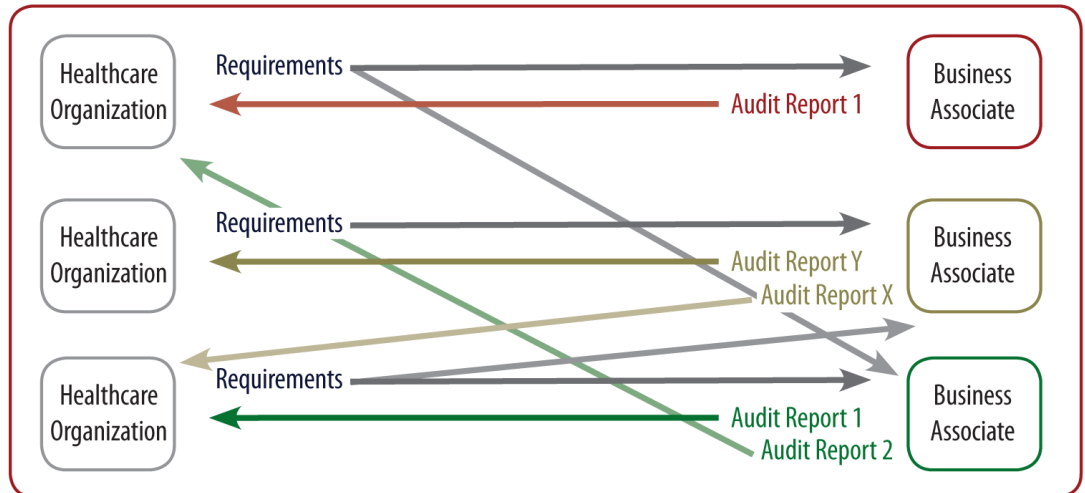 Healthcare
Organization
Requirements
Audit Report 1
Business
Associate
Healthcare
Organization
Requirements
Audit Report Y
Audit Report X
Business
Associate
Healthcare
Organization
Requirements
Audit Report 1
Audit Report 2
Business
Associate